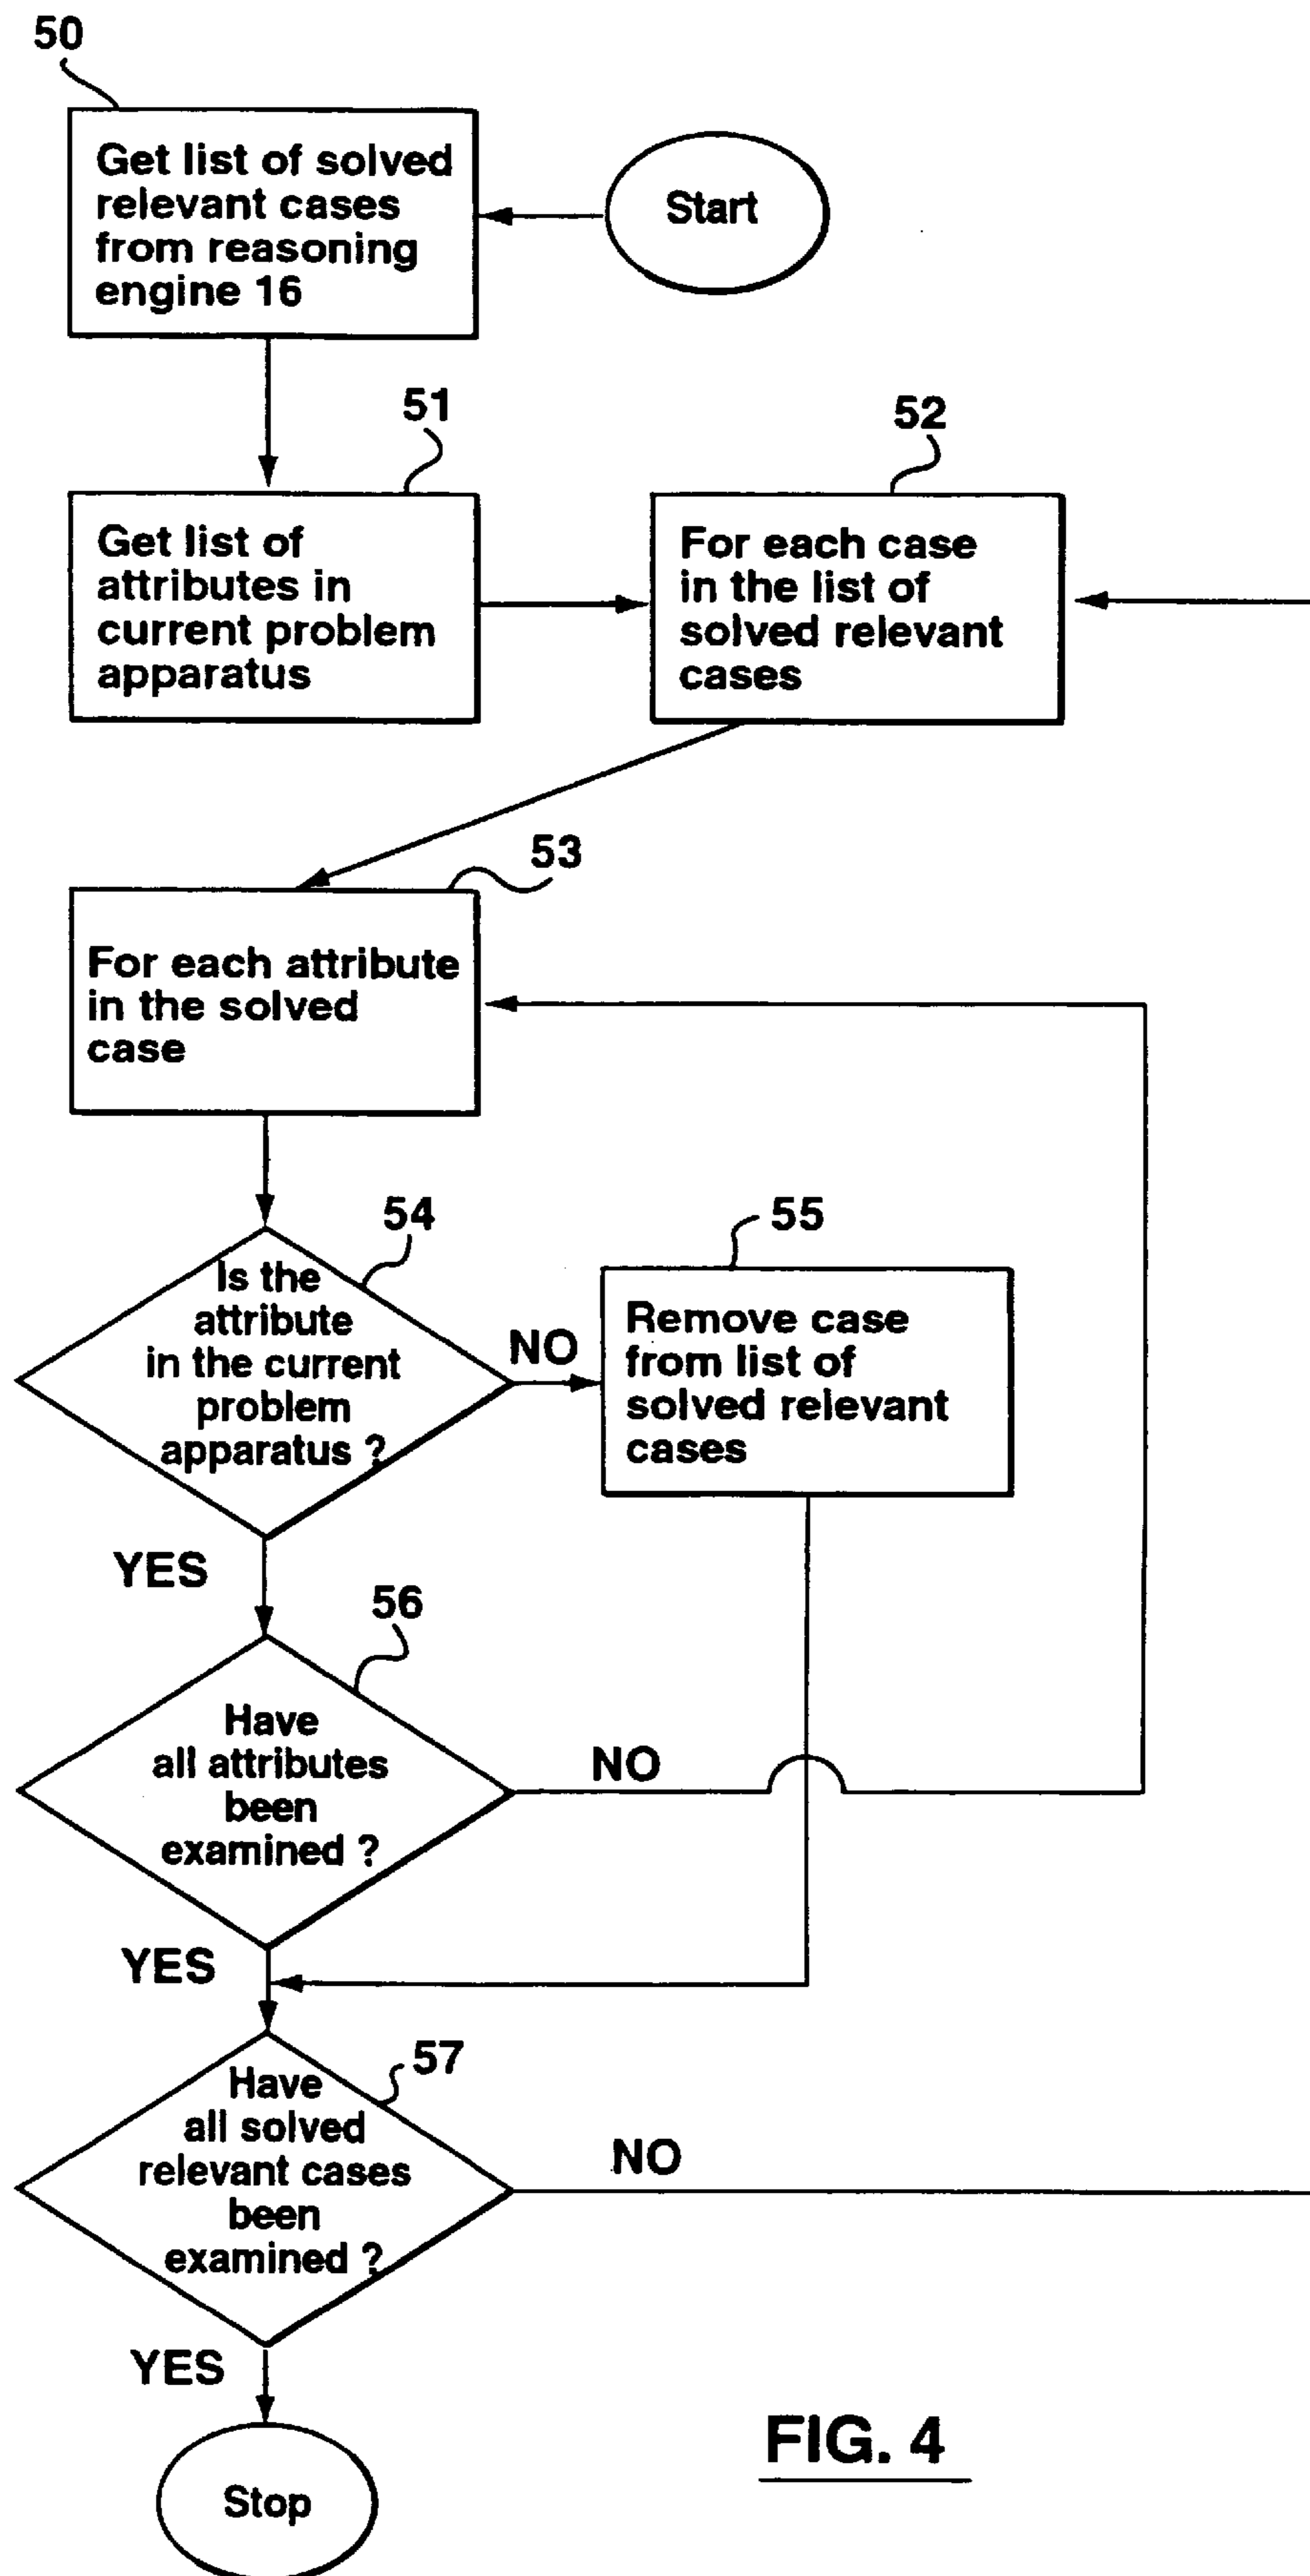 50
Get list of solved
relevant cases
from reasoning
engine 16
Start
51
Get list of
attributes in
current problem
apparatus
52
For each case
in the list of
solved relevant
cases
53
For each attribute
in the solved
case
54
Is the
attribute
in the current
problem
apparatus ?
NO
55
Remove case
from list of
solved relevant
cases
YES
56
Have
all attributes
been
examined ?
NO
YES
57
Have
all solved
relevant cases
been
examined ?
NO
YES
Stop
FIG. 4